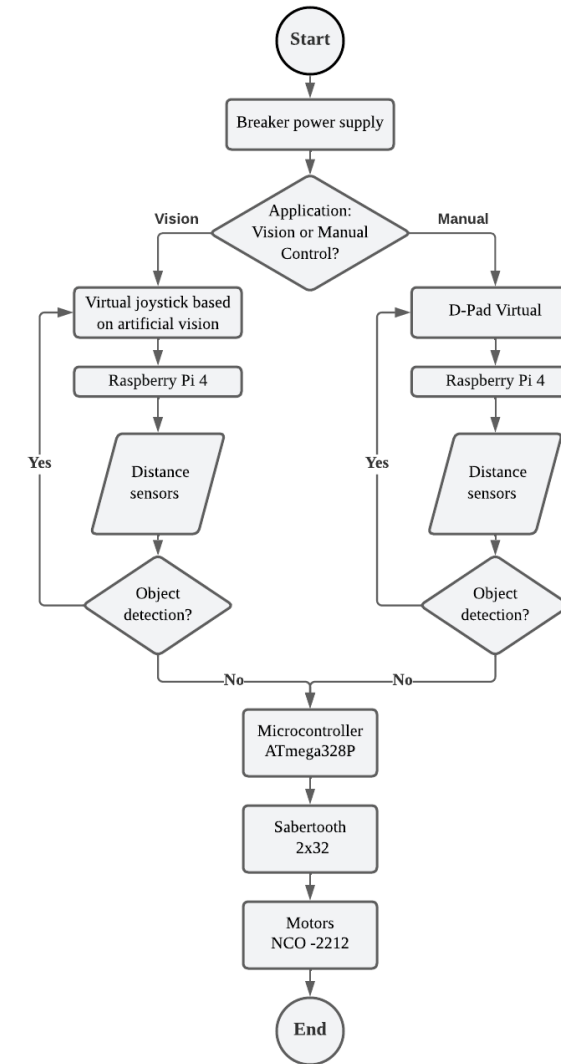 Start
Breaker power supply
Application:
Vision or Manual
Control?
Vision
Manual
Virtual joystick based
on artificial vision
D-Pad Virtual
Raspberry Pi 4
Raspberry Pi 4
Distance
sensors
Distance
sensors
Yes
Yes
Object
detection?
Object
detection?
No
No
Microcontroller
ATmega328P
Sabertooth
2x32
Motors
NCO -2212
End